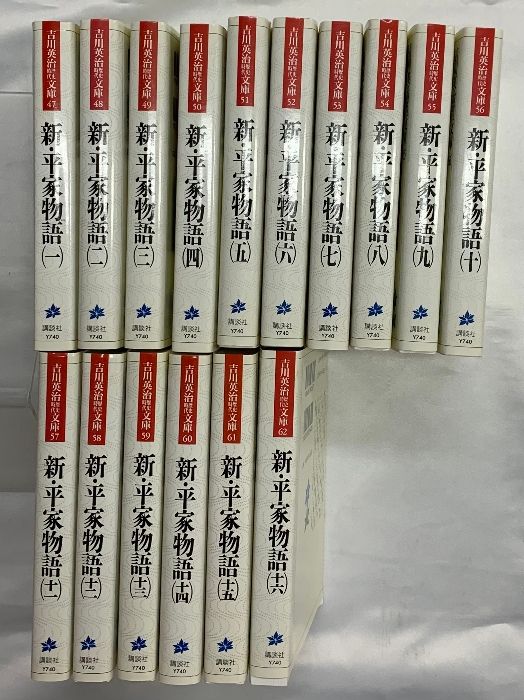 吉川英治歴史時代文庫
47
新・平家物語(一)
講談社
Y740
吉川英治歴史時代文庫
48
新・平家物語(二)
講談社
Y740
吉川英治歴史時代文庫
49
新・平家物語(三)
講談社
Y740
吉川英治歴史時代文庫
50
新・平家物語(四)
講談社
Y740
吉川英治歴史時代文庫
51
新・平家物語(五)
講談社
Y740
吉川英治歴史時代文庫
52
新・平家物語(六)
講談社
Y740
吉川英治歴史時代文庫
53
新・平家物語(七)
講談社
Y740
吉川英治歴史時代文庫
54
新・平家物語(八)
講談社
Y740
吉川英治歴史時代文庫
55
新・平家物語(九)
講談社
Y740
吉川英治歴史時代文庫
56
新・平家物語(十)
講談社
Y740
吉川英治歴史時代文庫
57
新・平家物語(十一)
講談社
Y740
吉川英治歴史時代文庫
58
新・平家物語(十二)
講談社
Y740
吉川英治歴史時代文庫
59
新・平家物語(十三)
講談社
Y740
吉川英治歴史時代文庫
60
新・平家物語(十四)
講談社
Y740
吉川英治歴史時代文庫
61
新・平家物語(十五)
講談社
Y740
吉川英治歴史時代文庫
62
新・平家物語(十六)
講談社
Y740